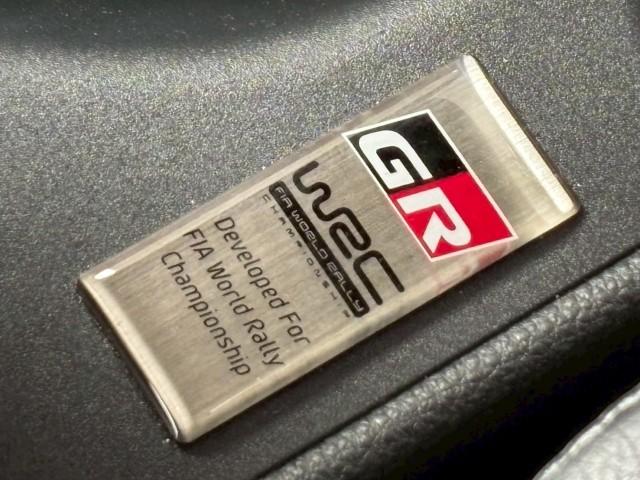 GR
WRC
FIA WORLD RALLY
CHAMPIONSHIP
Developed For
FIA World Rally
Championship